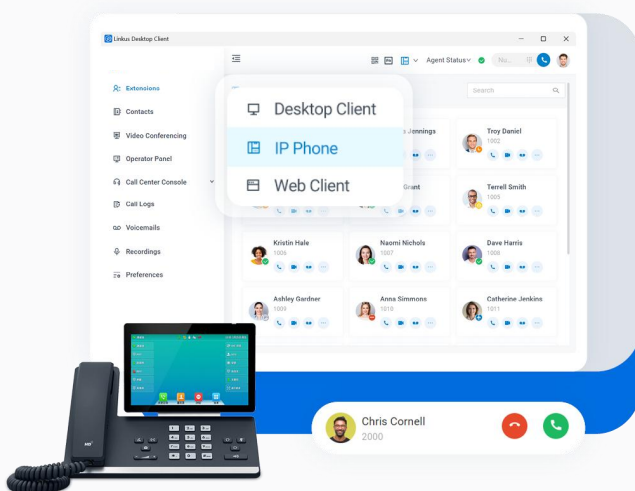 Linkus Desktop Client
Agent Status
Nu...
Extensions
Search
Contacts
Video Conferencing
Operator Panel
Call Center Console
Call Logs
Voicemails
Recordings
Preferences
Desktop Client
IP Phone
Web Client
Jennings
Troy Daniel
1002
Grant
Terrell Smith
1005
Kristin Hale
1006
Naomi Nichols
1007
Dave Harris
1008
Ashley Gardner
1009
Anna Simmons
1010
Catherine Jenkins
1011
Chris Cornell
2000